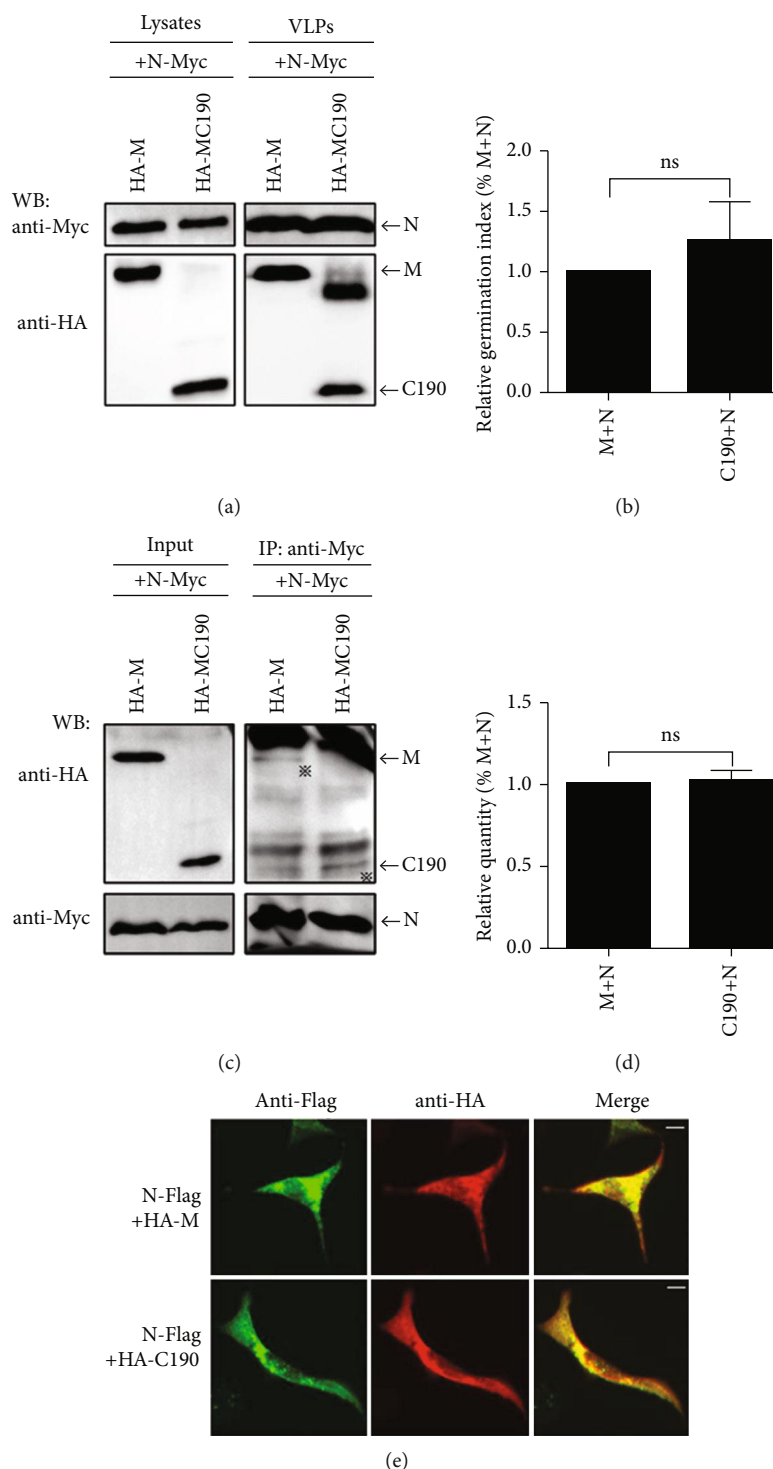 Lysates
VLPs
+N-Myc
+N-Myc
HA-M
HA-MC190
HA-M
HA-MC190
WB:
anti-Myc
←N
←M
anti-HA
←C190
(a)
Relative germination index (% M+N)
2.0
1.5
1.0
0.5
0.0
ns
M+N
C190+N
(b)
Input
IP: anti-Myc
+N-Myc
+N-Myc
HA-M
HA-MC190
HA-M
HA-MC190
WB:
anti-HA
←M
※
←C190
※
anti-Myc
←N
(c)
Relative quantity (% M+N)
1.5
1.0
0.5
0.0
ns
M+N
C190+N
(d)
Anti-Flag
anti-HA
Merge
N-Flag
+HA-M
N-Flag
+HA-C190
(e)